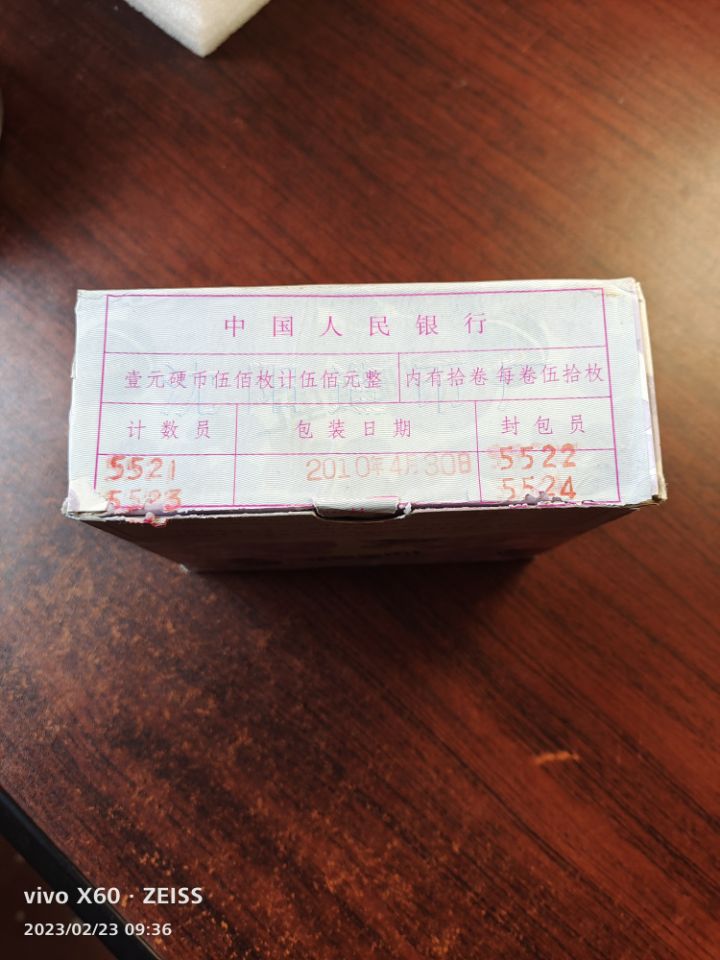 中国人民银行
壹元硬币伍佰枚计伍佰元整 内有拾卷 每卷伍拾枚
计数员 包装日期 封包员
5521 2010年4月30日 5522
5523 5524
vivo X60 · ZEISS
2023/02/23 09:36